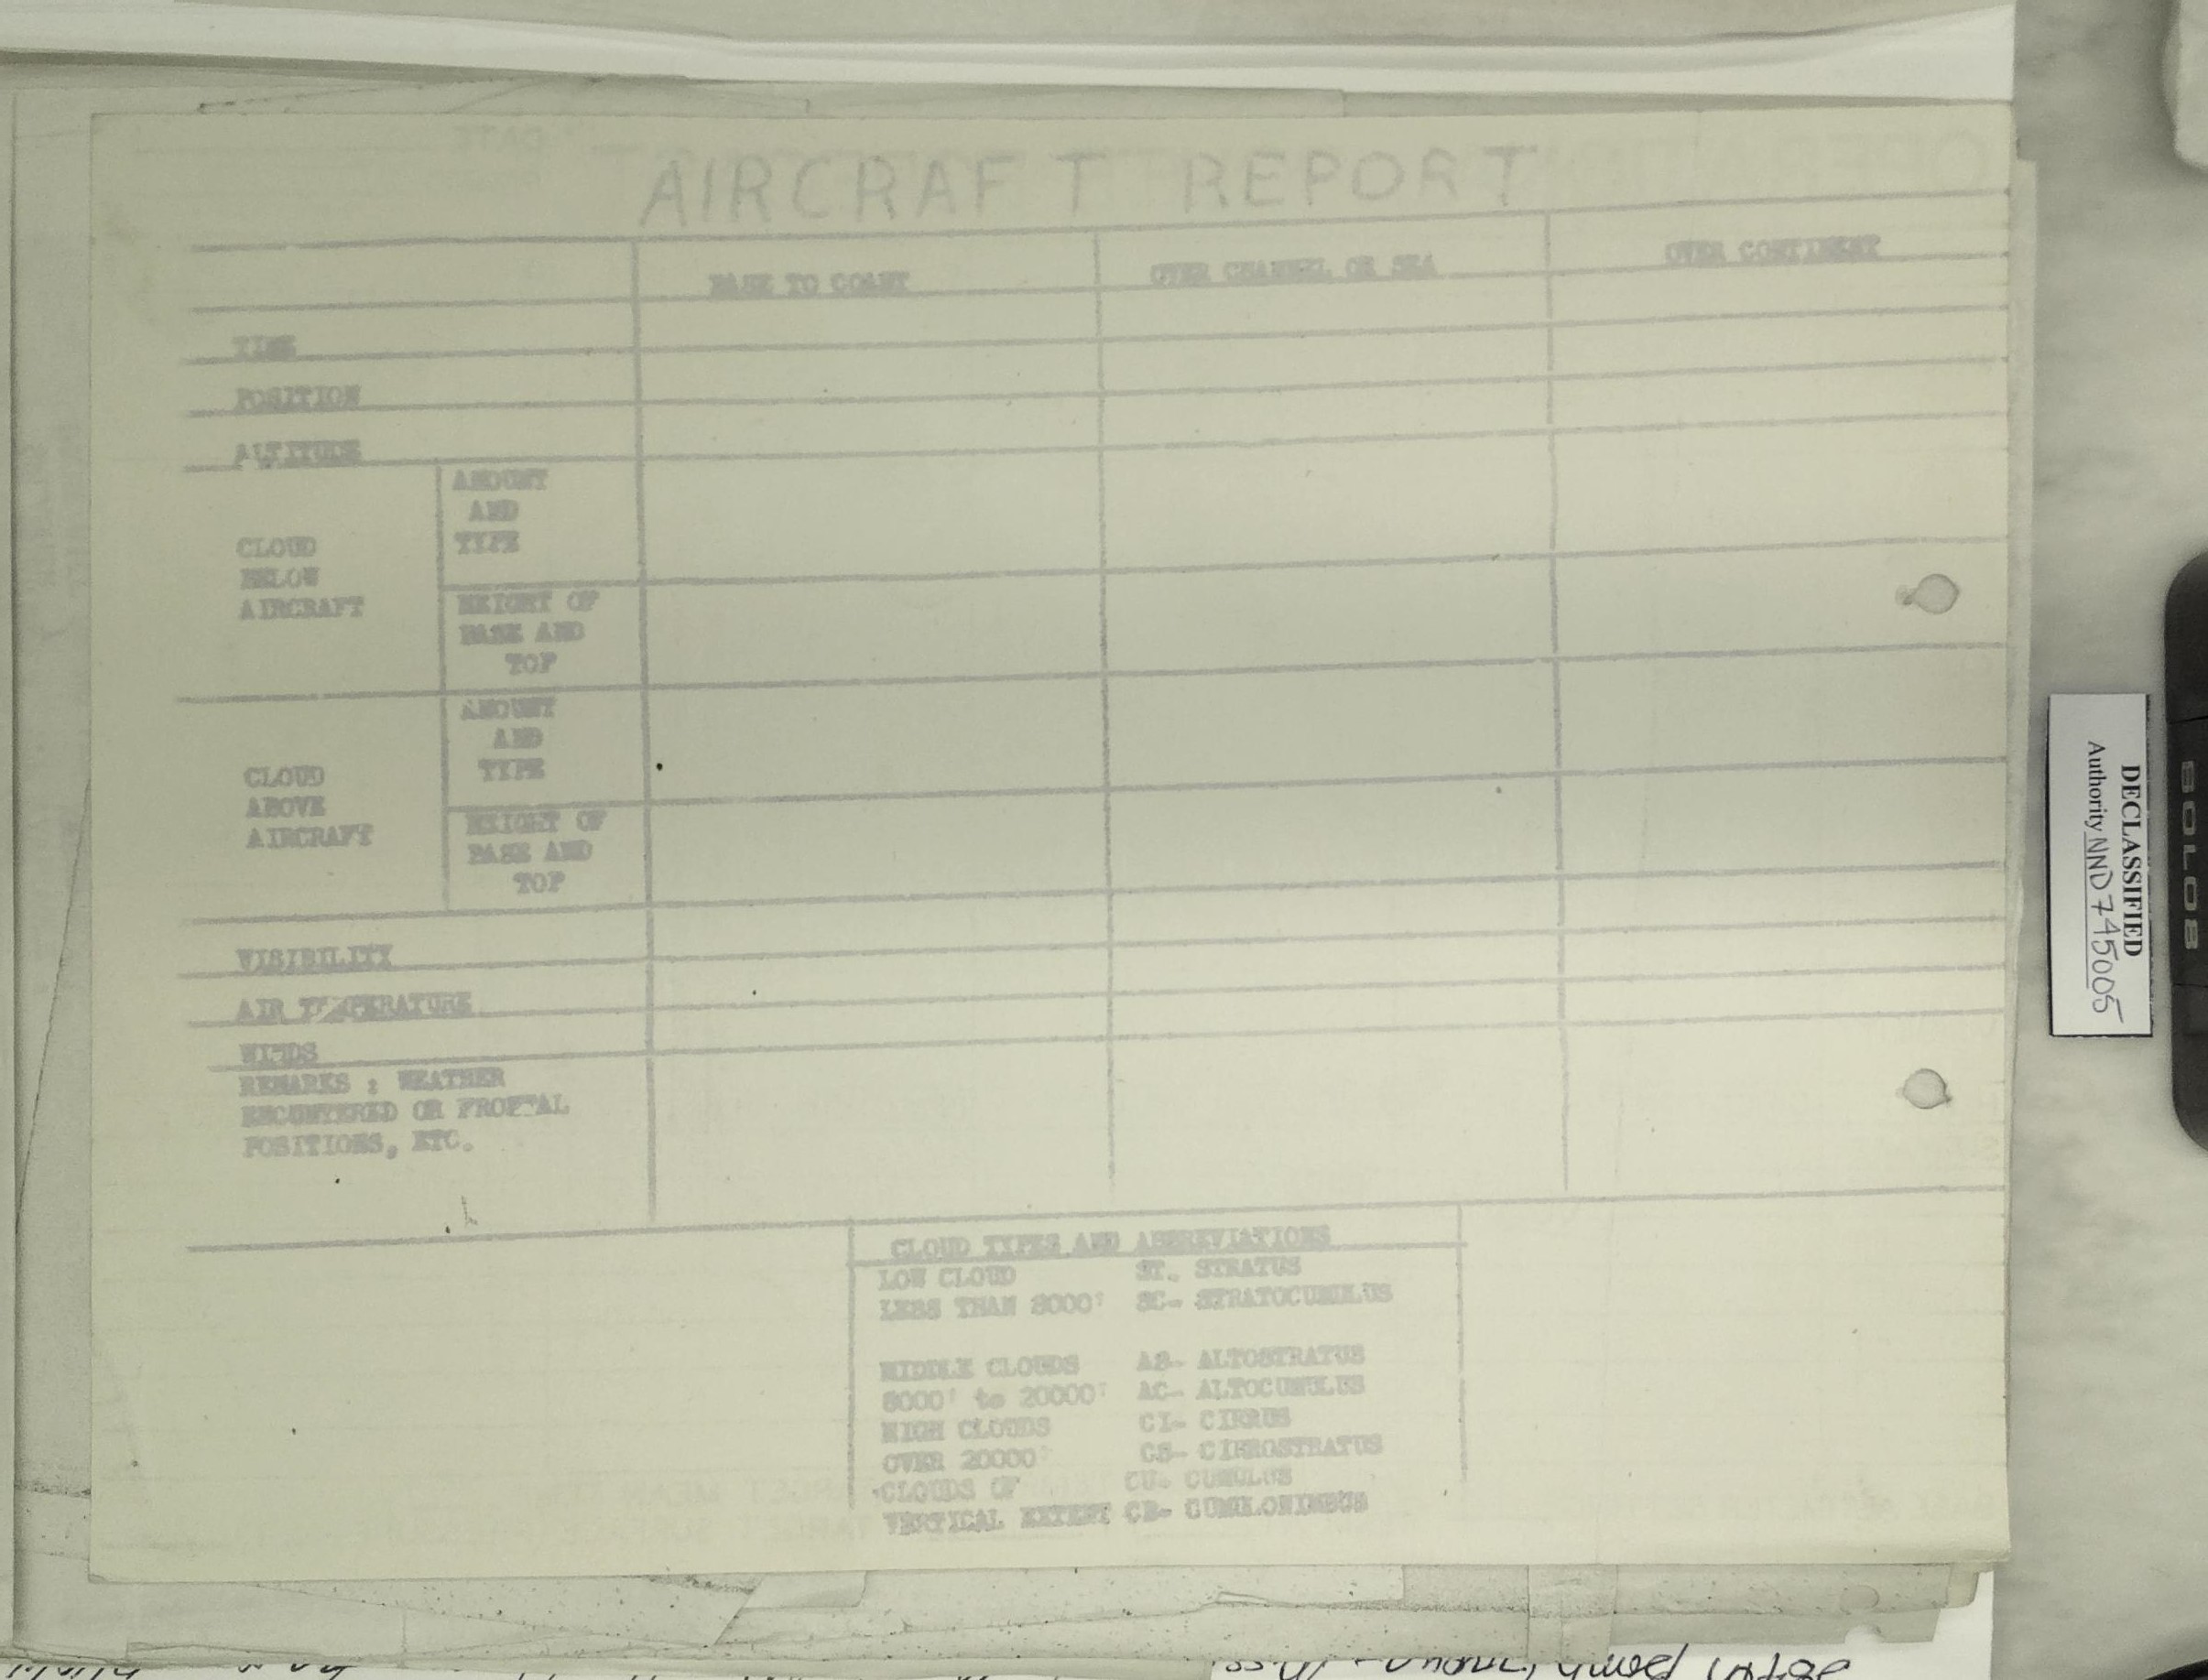 AIRCRAFT REPORT
BASE TO COAST OVER CHANNEL OR SEA OVER CONTINENT
TIME
POSITION
ALTITUDE
CLOUD
BELOW
AIRCRAFT
AMOUNT
AND
TYPE
HEIGHT OF
BASE AND
TOP
CLOUD
ABOVE
AIRCRAFT
AMOUNT
AND
TYPE
HEIGHT OF
BASE AND
TOP
VISIBILITY
AIR TEMPERATURE
WINDS
REMARKS : WEATHER
ENCOUNTERED OR FRONTAL
POSITIONS, ETC.
CLOUD TYPES AND ABBREVIATIONS
LOW CLOUD ST. STRATUS
LESS THAN 8000' SC- STRATOCUMULUS
MIDDLE CLOUDS AS- ALTOSTRATUS
8000' to 20000' AC- ALTOCUMULUS
HIGH CLOUDS CI- CIRRUS
OVER 20000' CS- CIRROSTRATUS
CLOUDS OF CU- CUMULUS
VERTICAL EXTENT CB- CUMULONIMBUS
DECLASSIFIED
Authority NND 745005